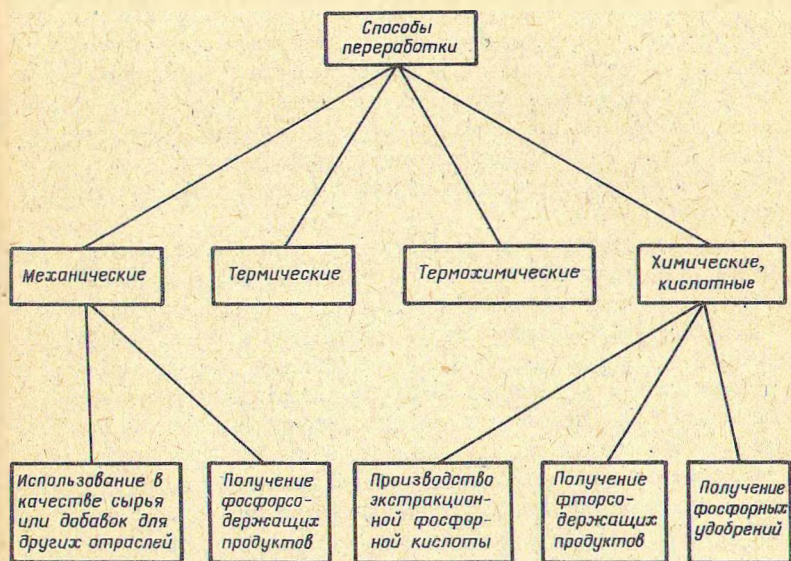 Способы
переработки
Механические
Термические
Термохимические
Химические,
кислотные
Использование в
качестве сырья
или добавок для
других отраслей
Получение
фосфорсо-
держащих
продуктов
Производство
экстракцион-
ной фосфор-
ной кислоты
Получение
фторсо-
держащих
продуктов
Получение
фосфорных
удобрений